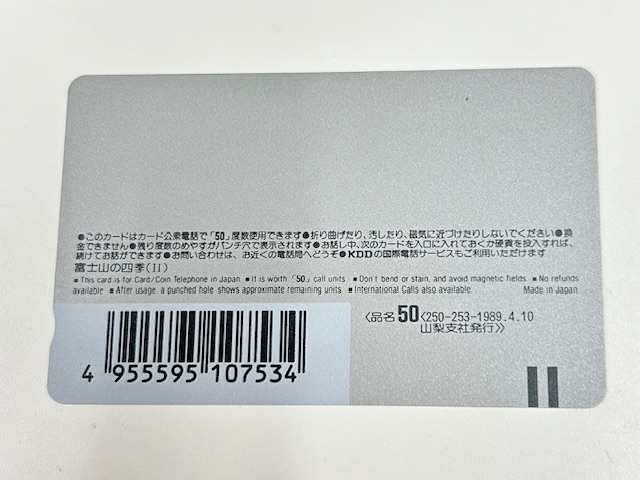 ●このカードはカード公衆電話で「50」度数使用できます●折り曲げたり、汚したり、磁気に近づけたりしないでください●換
金できません●残り度数のめやすがパンチ穴で表示されます●お話し中、次のカードを入口に入れておくか硬貨を投入すれば、
続けてお話ができます●お問い合わせは、お近くの電話局へどうぞ●KDDの国際電話サービスもご利用いただけます
富士山の四季(II)
■ This card is for Card/Coin Telephone in Japan. ■ It is worth 「50」 call units. ■ Don't bend or stain, and avoid magnetic fields. ■ No refunds
available. ■ After usage, a punched hole shows approximate remaining units. ■ International Calls also available. Made in Japan
〈品名50〈250-253-1989.4.10
山梨支社発行〉〉
4 955595 107534